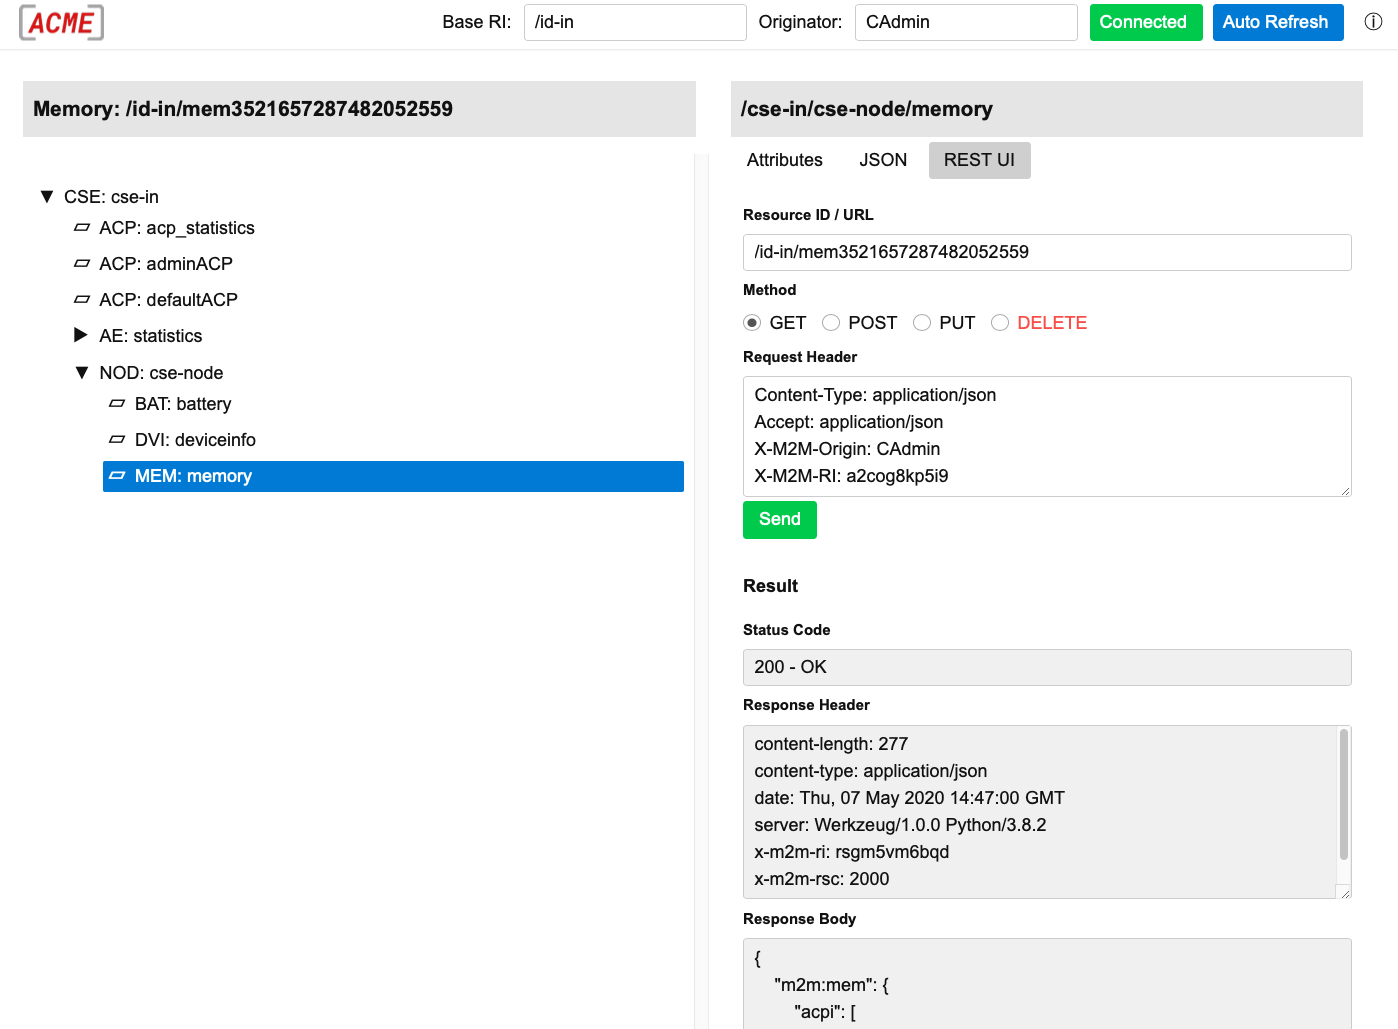 ACME
Base RI: /id-in Originator: CAdmin Connected Auto Refresh
Memory: /id-in/mem3521657287482052559
CSE: cse-in
ACP: acp_statistics
ACP: adminACP
ACP: defaultACP
AE: statistics
NOD: cse-node
BAT: battery
DVI: deviceinfo
MEM: memory
/cse-in/cse-node/memory
Attributes JSON REST UI
Resource ID / URL
/id-in/mem3521657287482052559
Method
GET POST PUT DELETE
Request Header
Content-Type: application/json
Accept: application/json
X-M2M-Origin: CAdmin
X-M2M-RI: a2cog8kp5i9
Send
Result
Status Code
200 - OK
Response Header
content-length: 277
content-type: application/json
date: Thu, 07 May 2020 14:47:00 GMT
server: Werkzeug/1.0.0 Python/3.8.2
x-m2m-ri: rsgm5vm6bqd
x-m2m-rsc: 2000
Response Body
{
"m2m:mem": {
"acpi": [